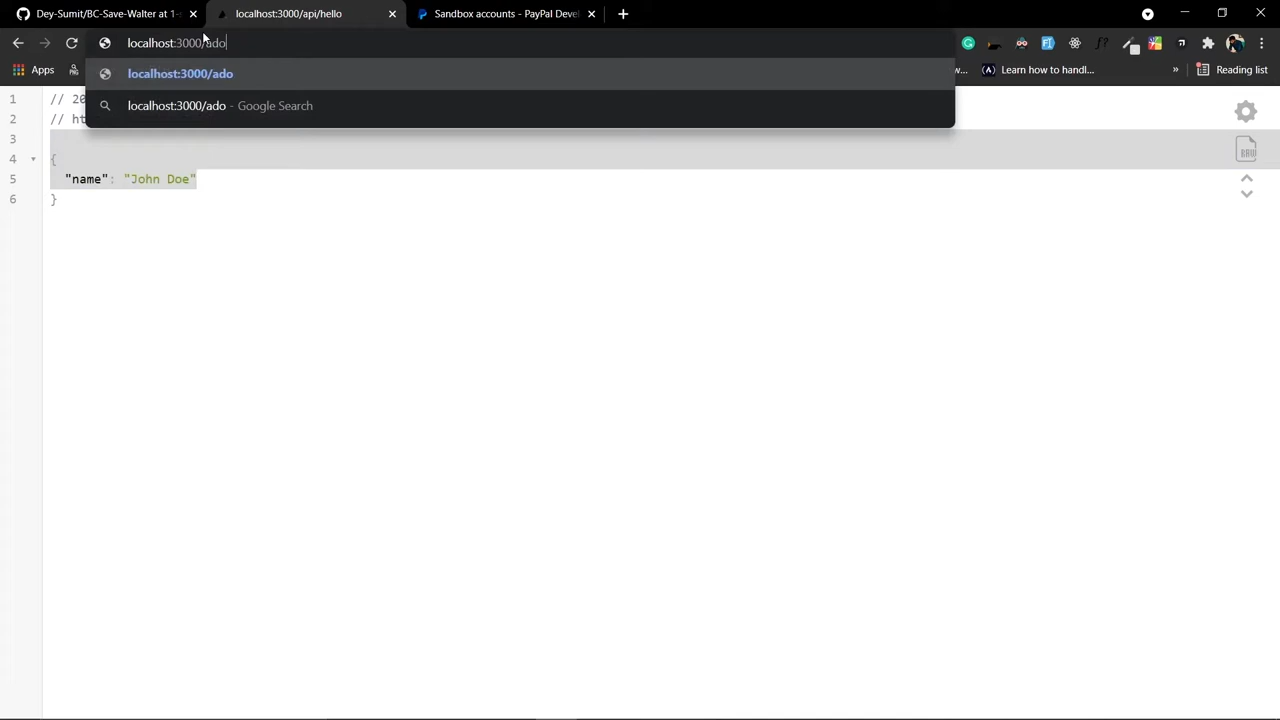 Dey-Sumit/BC-Save-Walter at 1-s
localhost:3000/api/hello
Sandbox accounts - PayPal Devel
localhost:3000/ado
Apps
localhost:3000/ado
localhost:3000/ado - Google Search
w...
Learn how to handl...
»
Reading list
1 // 20
2 // ht
3
4 {
5 "name": "John Doe"
6 }
RAW